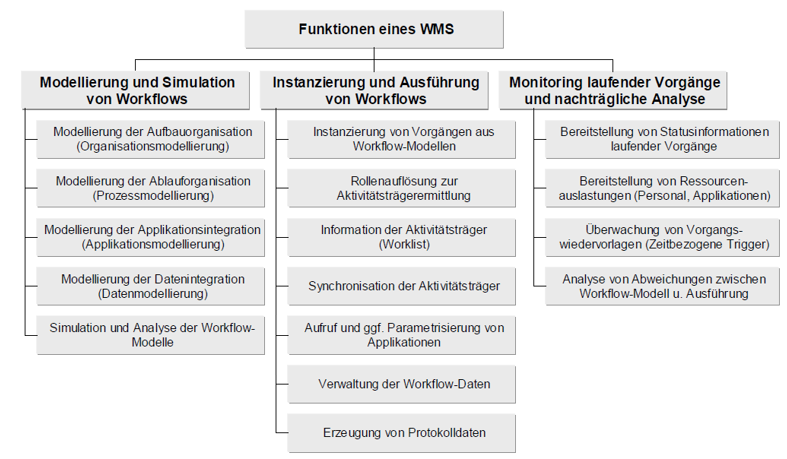 Funktionen eines WMS
Modellierung und Simulation
von Workflows
Modellierung der Aufbauorganisation
(Organisationsmodellierung)
Modellierung der Ablauforganisation
(Prozessmodellierung)
Modellierung der Applikationsintegration
(Applikationsmodellierung)
Modellierung der Datenintegration
(Datenmodellierung)
Simulation und Analyse der Workflow-
Modelle
Instanzierung und Ausführung
von Workflows
Instanzierung von Vorgängen aus
Workflow-Modellen
Rollenauflösung zur
Aktivitätsträgerermittlung
Information der Aktivitätsträger
(Worklist)
Synchronisation der Aktivitätsträger
Aufruf und ggf. Parametrisierung von
Applikationen
Verwaltung der Workflow-Daten
Erzeugung von Protokolldaten
Monitoring laufender Vorgänge
und nachträgliche Analyse
Bereitstellung von Statusinformationen
laufender Vorgänge
Bereitstellung von Ressourcen-
auslastungen (Personal, Applikationen)
Überwachung von Vorgangs-
wiedervorlagen (Zeitbezogene Trigger)
Analyse von Abweichungen zwischen
Workflow-Modell u. Ausführung